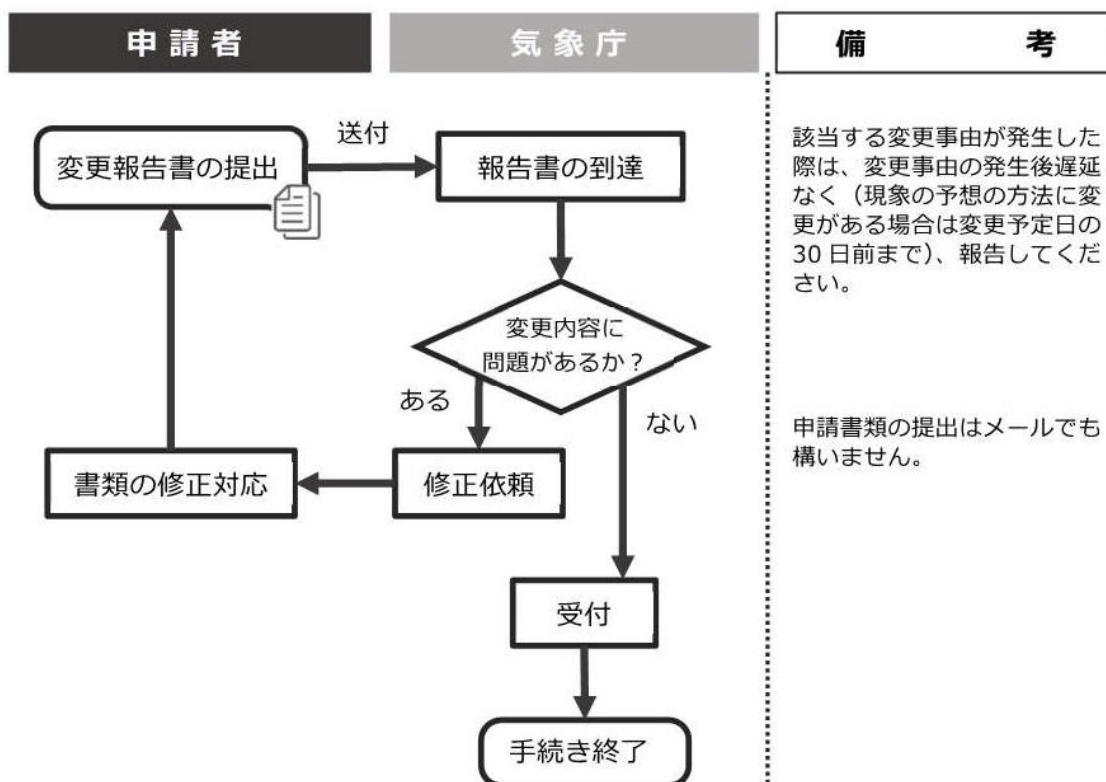 申請者
気象庁
備考
変更報告書の提出
送付
報告書の到達
変更内容に
問題があるか?
ある
ない
書類の修正対応
修正依頼
受付
手続き終了
該当する変更事由が発生した
際は、変更事由の発生後遅延
なく(現象の予想の方法に変
更がある場合は変更予定日の
30日前まで)、報告してくだ
さい。
申請書類の提出はメールでも
構いません。